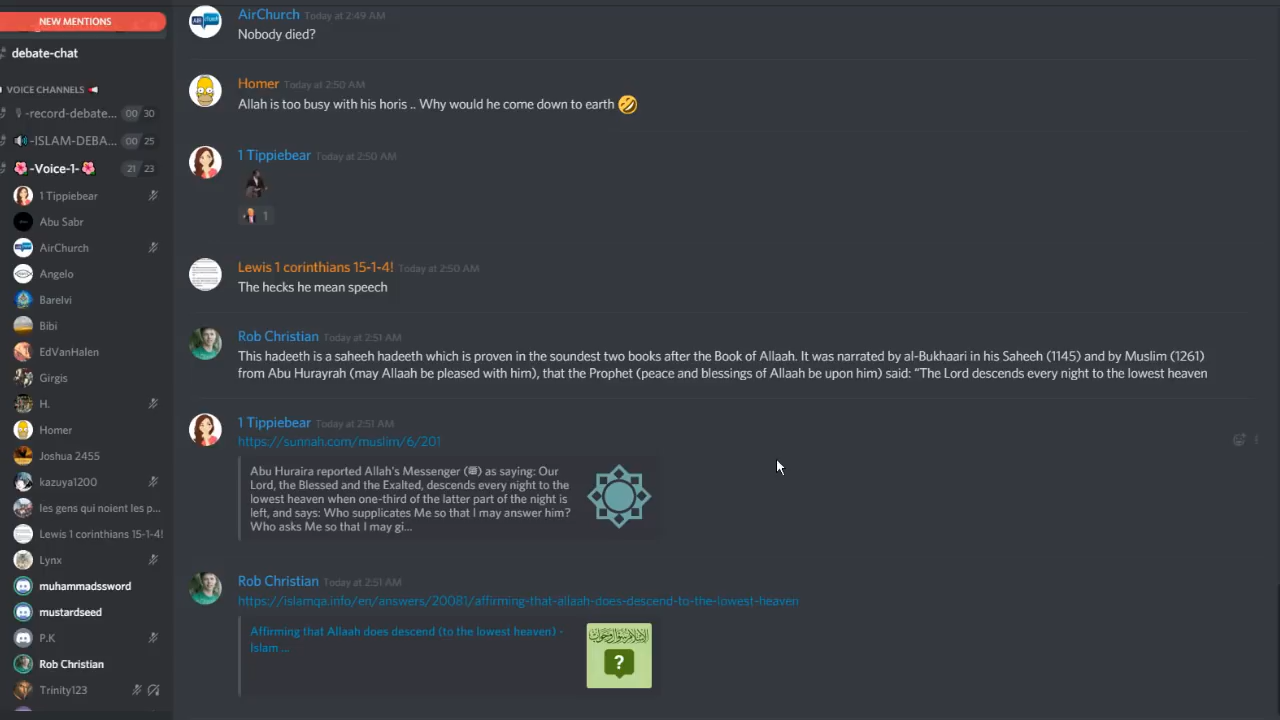 NEW MENTIONS
debate-chat
VOICE CHANNELS
-record-debate... 00 30
-ISLAM-DEBA... 00 25
-Voice-1- 21 23
1 Tippiebear
Abu Sabr
AirChurch
Angelo
Barelvi
Bibi
EdVanHalen
Girgis
H.
Homer
Joshua 2455
kazuya1200
les gens qui noient les p...
Lewis 1 corinthians 15-1-4!
Lynx
muhammadssword
mustardseed
P.K
Rob Christian
Trinity123
AirChurch Today at 2:49 AM
Nobody died?
Homer Today at 2:50 AM
Allah is too busy with his horis .. Why would he come down to earth 🤣
1 Tippiebear Today at 2:50 AM
1
Lewis 1 corinthians 15-1-4! Today at 2:50 AM
The hecks he mean speech
Rob Christian Today at 2:51 AM
This hadeeth is a saheeh hadeeth which is proven in the soundest two books after the Book of Allaah. It was narrated by al-Bukhaari in his Saheeh (1145) and by Muslim (1261)
from Abu Hurayrah (may Allaah be pleased with him), that the Prophet (peace and blessings of Allaah be upon him) said: “The Lord descends every night to the lowest heaven
1 Tippiebear Today at 2:51 AM
https://sunnah.com/muslim/6/201
Abu Huraira reported Allah's Messenger (ﷺ) as saying: Our
Lord, the Blessed and the Exalted, descends every night to the
lowest heaven when one-third of the latter part of the night is
left, and says: Who supplicates Me so that I may answer him?
Who asks Me so that I may gi...
Rob Christian Today at 2:51 AM
https://islamqa.info/en/answers/20081/affirming-that-allaah-does-descend-to-the-lowest-heaven
Affirming that Allaah does descend (to the lowest heaven) -
Islam ...
الإسلام سؤال وجواب
?